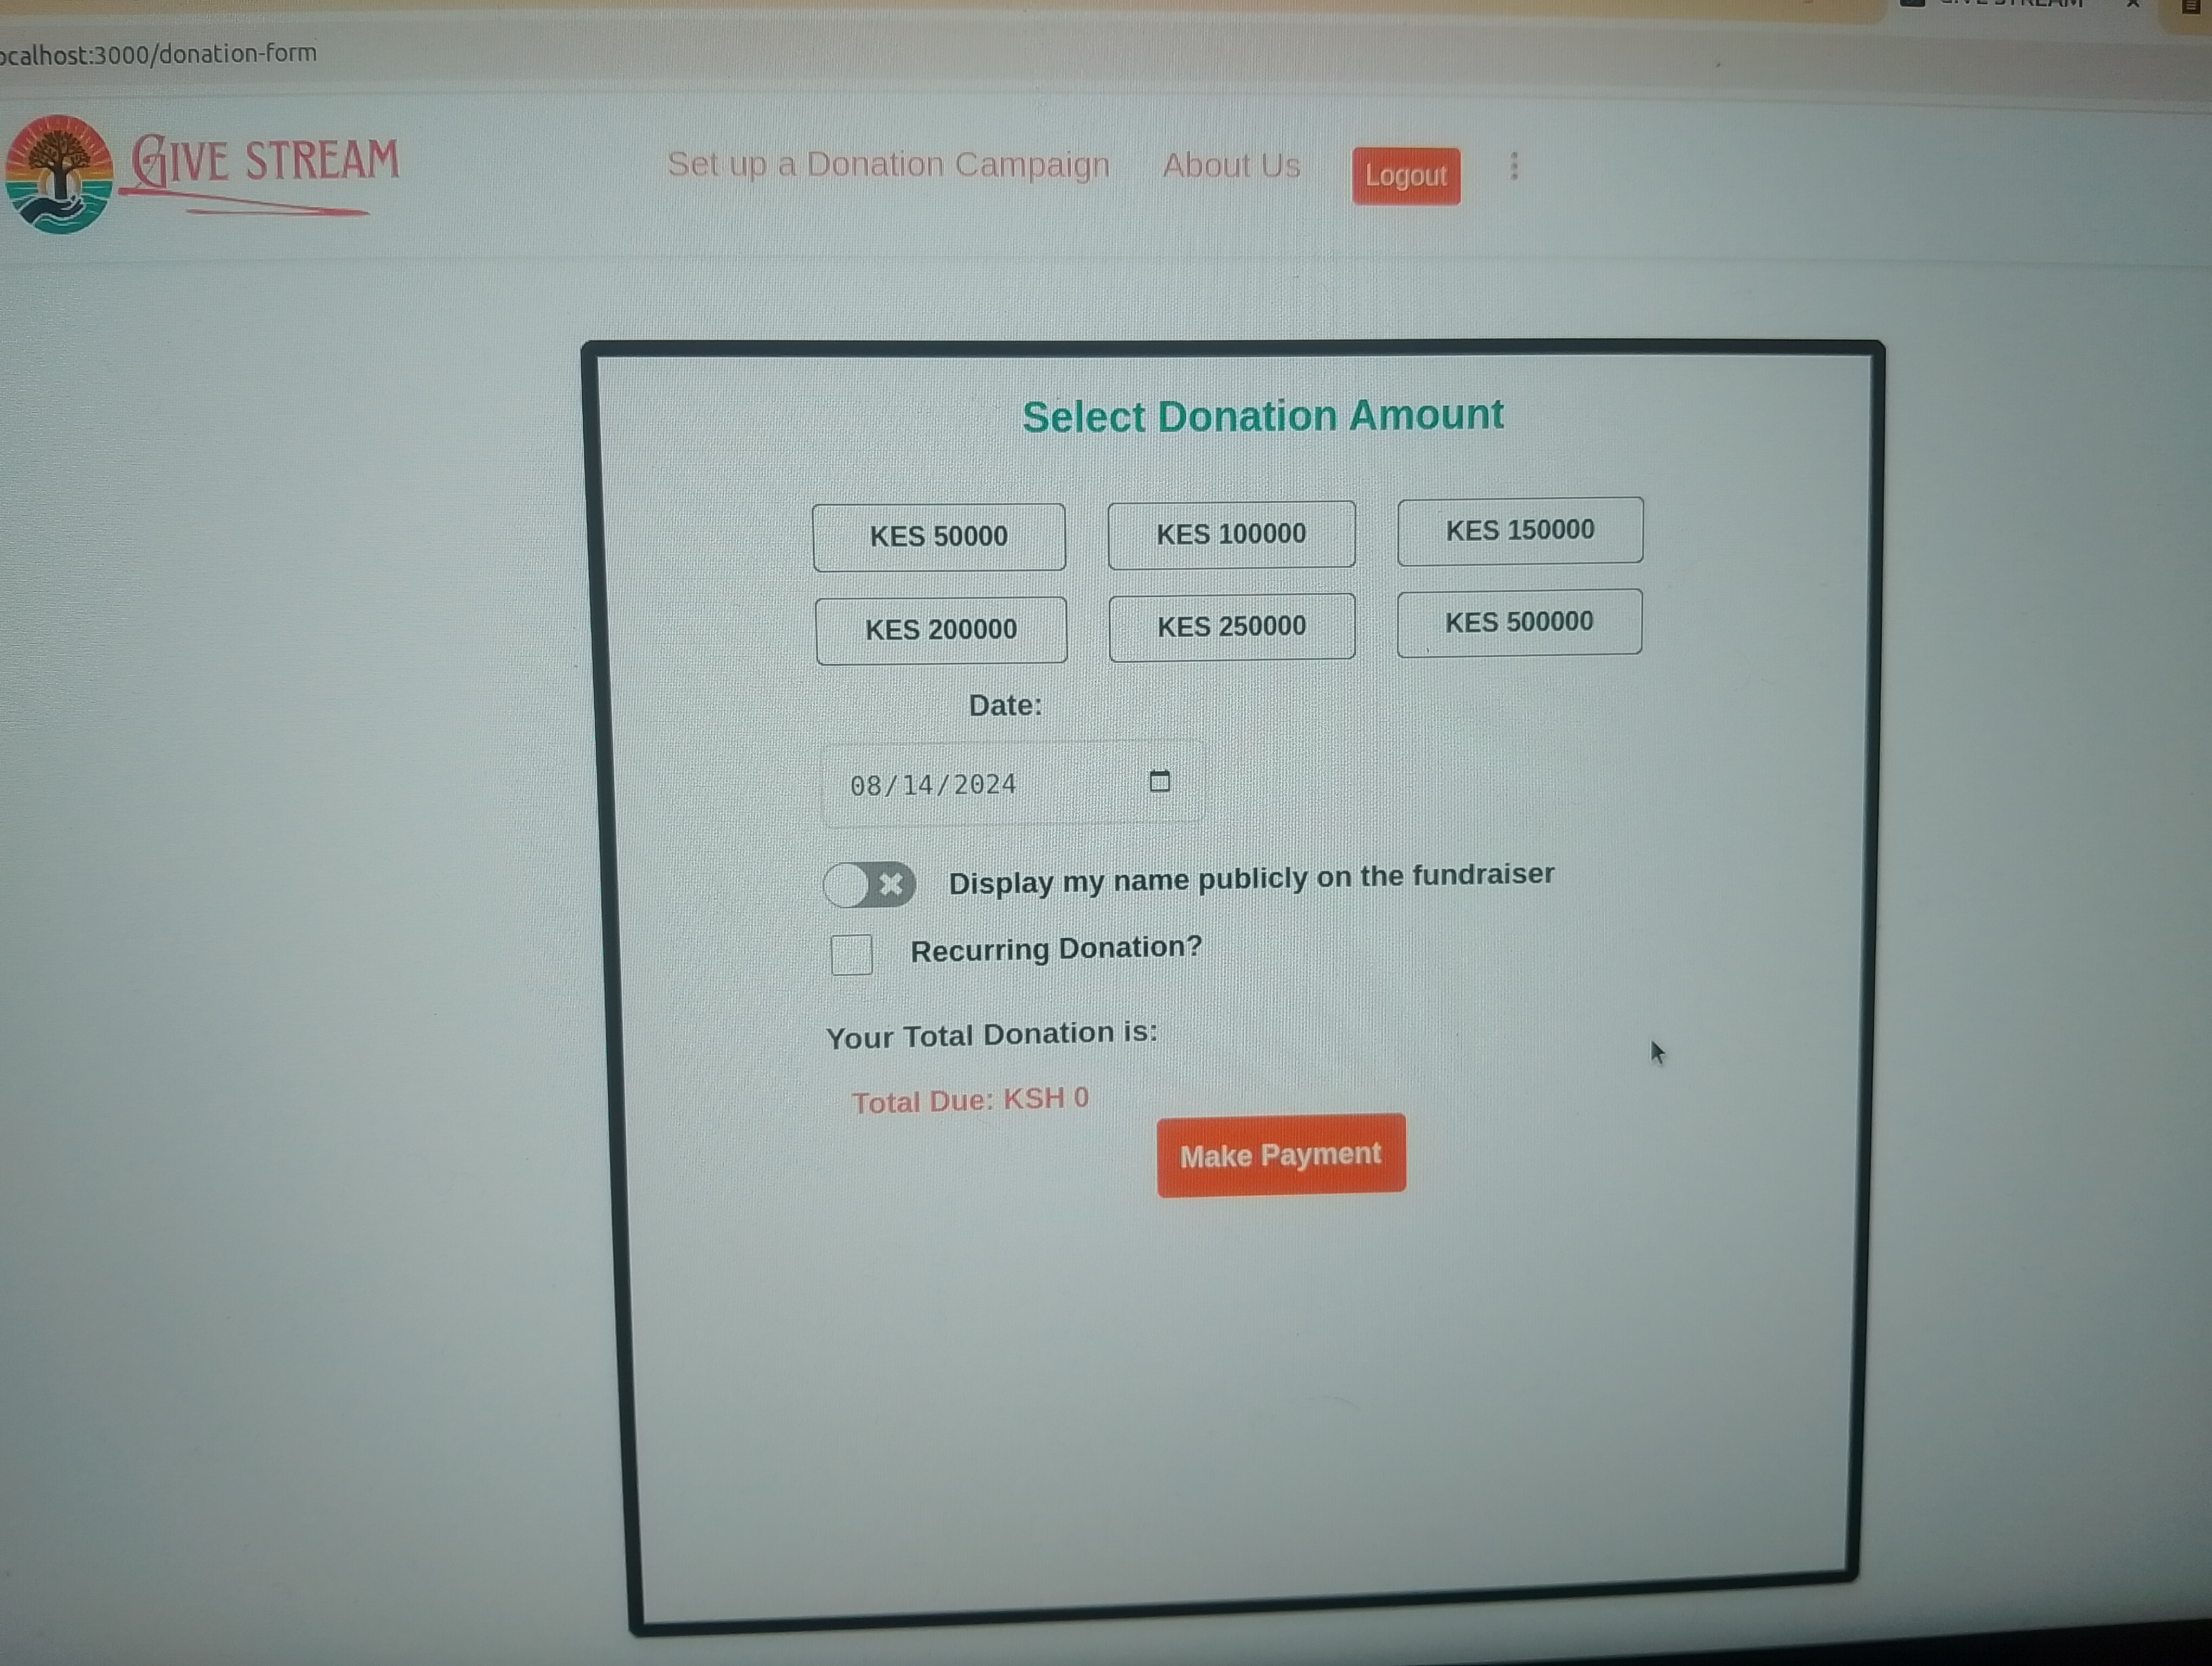 ocalhost:3000/donation-form
GIVE STREAM
Set up a Donation Campaign
About Us
Logout
Select Donation Amount
KES 50000
KES 100000
KES 150000
KES 200000
KES 250000
KES 500000
Date:
08/14/2024
Display my name publicly on the fundraiser
Recurring Donation?
Your Total Donation is:
Total Due: KSH 0
Make Payment